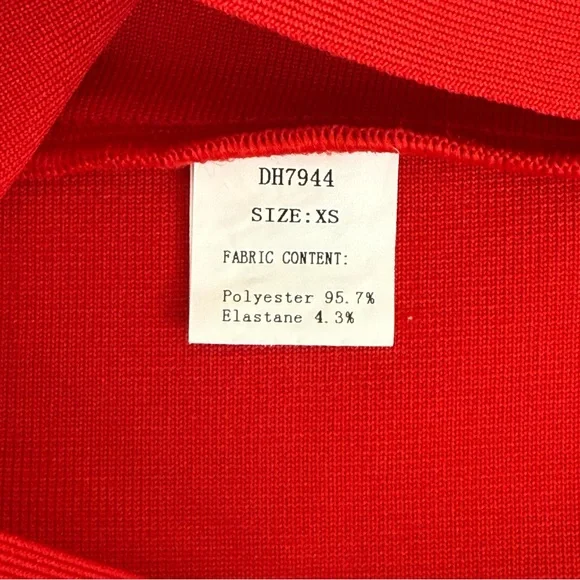 DH7944
SIZE:XS
FABRIC CONTENT:
Polyester 95.7%
Elastane 4.3%